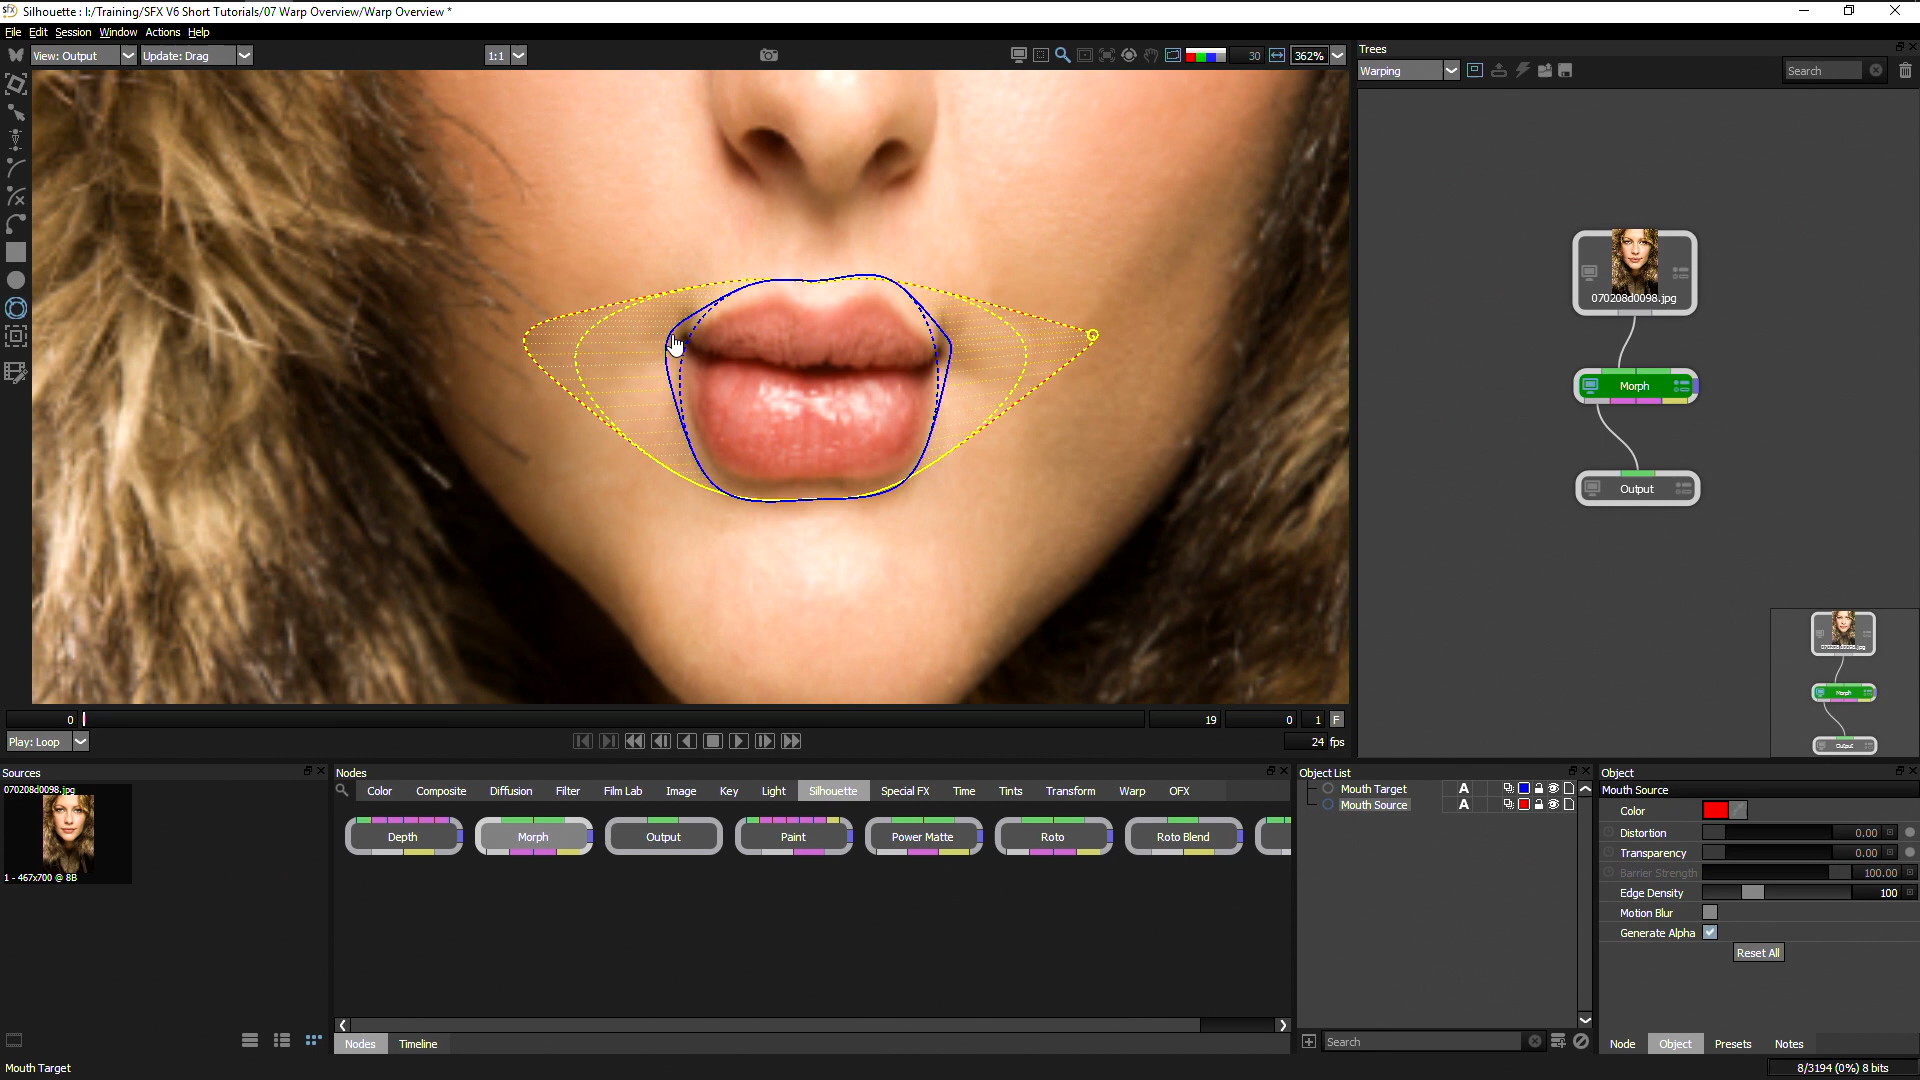 SFX Silhouette : I:/Training/SFX V6 Short Tutorials/07 Warp Overview/Warp Overview *
File Edit Session Window Actions Help
View: Output Update: Drag 1:1 30 362%
Trees
Warping Search
070208d0098.jpg
Morph
Output
070208d0098.jpg
Morph
Output
0 19 0 1 F
Play: Loop 24 fps
Sources
070208d0098.jpg
1 - 467x700 @ 8B
Nodes
Color Composite Diffusion Filter Film Lab Image Key Light Silhouette Special FX Time Tints Transform Warp OFX
Depth Morph Output Paint Power Matte Roto Roto Blend
Nodes Timeline
Object List
Mouth Target A
Mouth Source A
Search
Object
Mouth Source
Color
Distortion 0.00
Transparency 0.00
Barrier Strength 100.00
Edge Density 100
Motion Blur
Generate Alpha
Reset All
Node Object Presets Notes
Mouth Target
8/3194 (0%) 8 bits